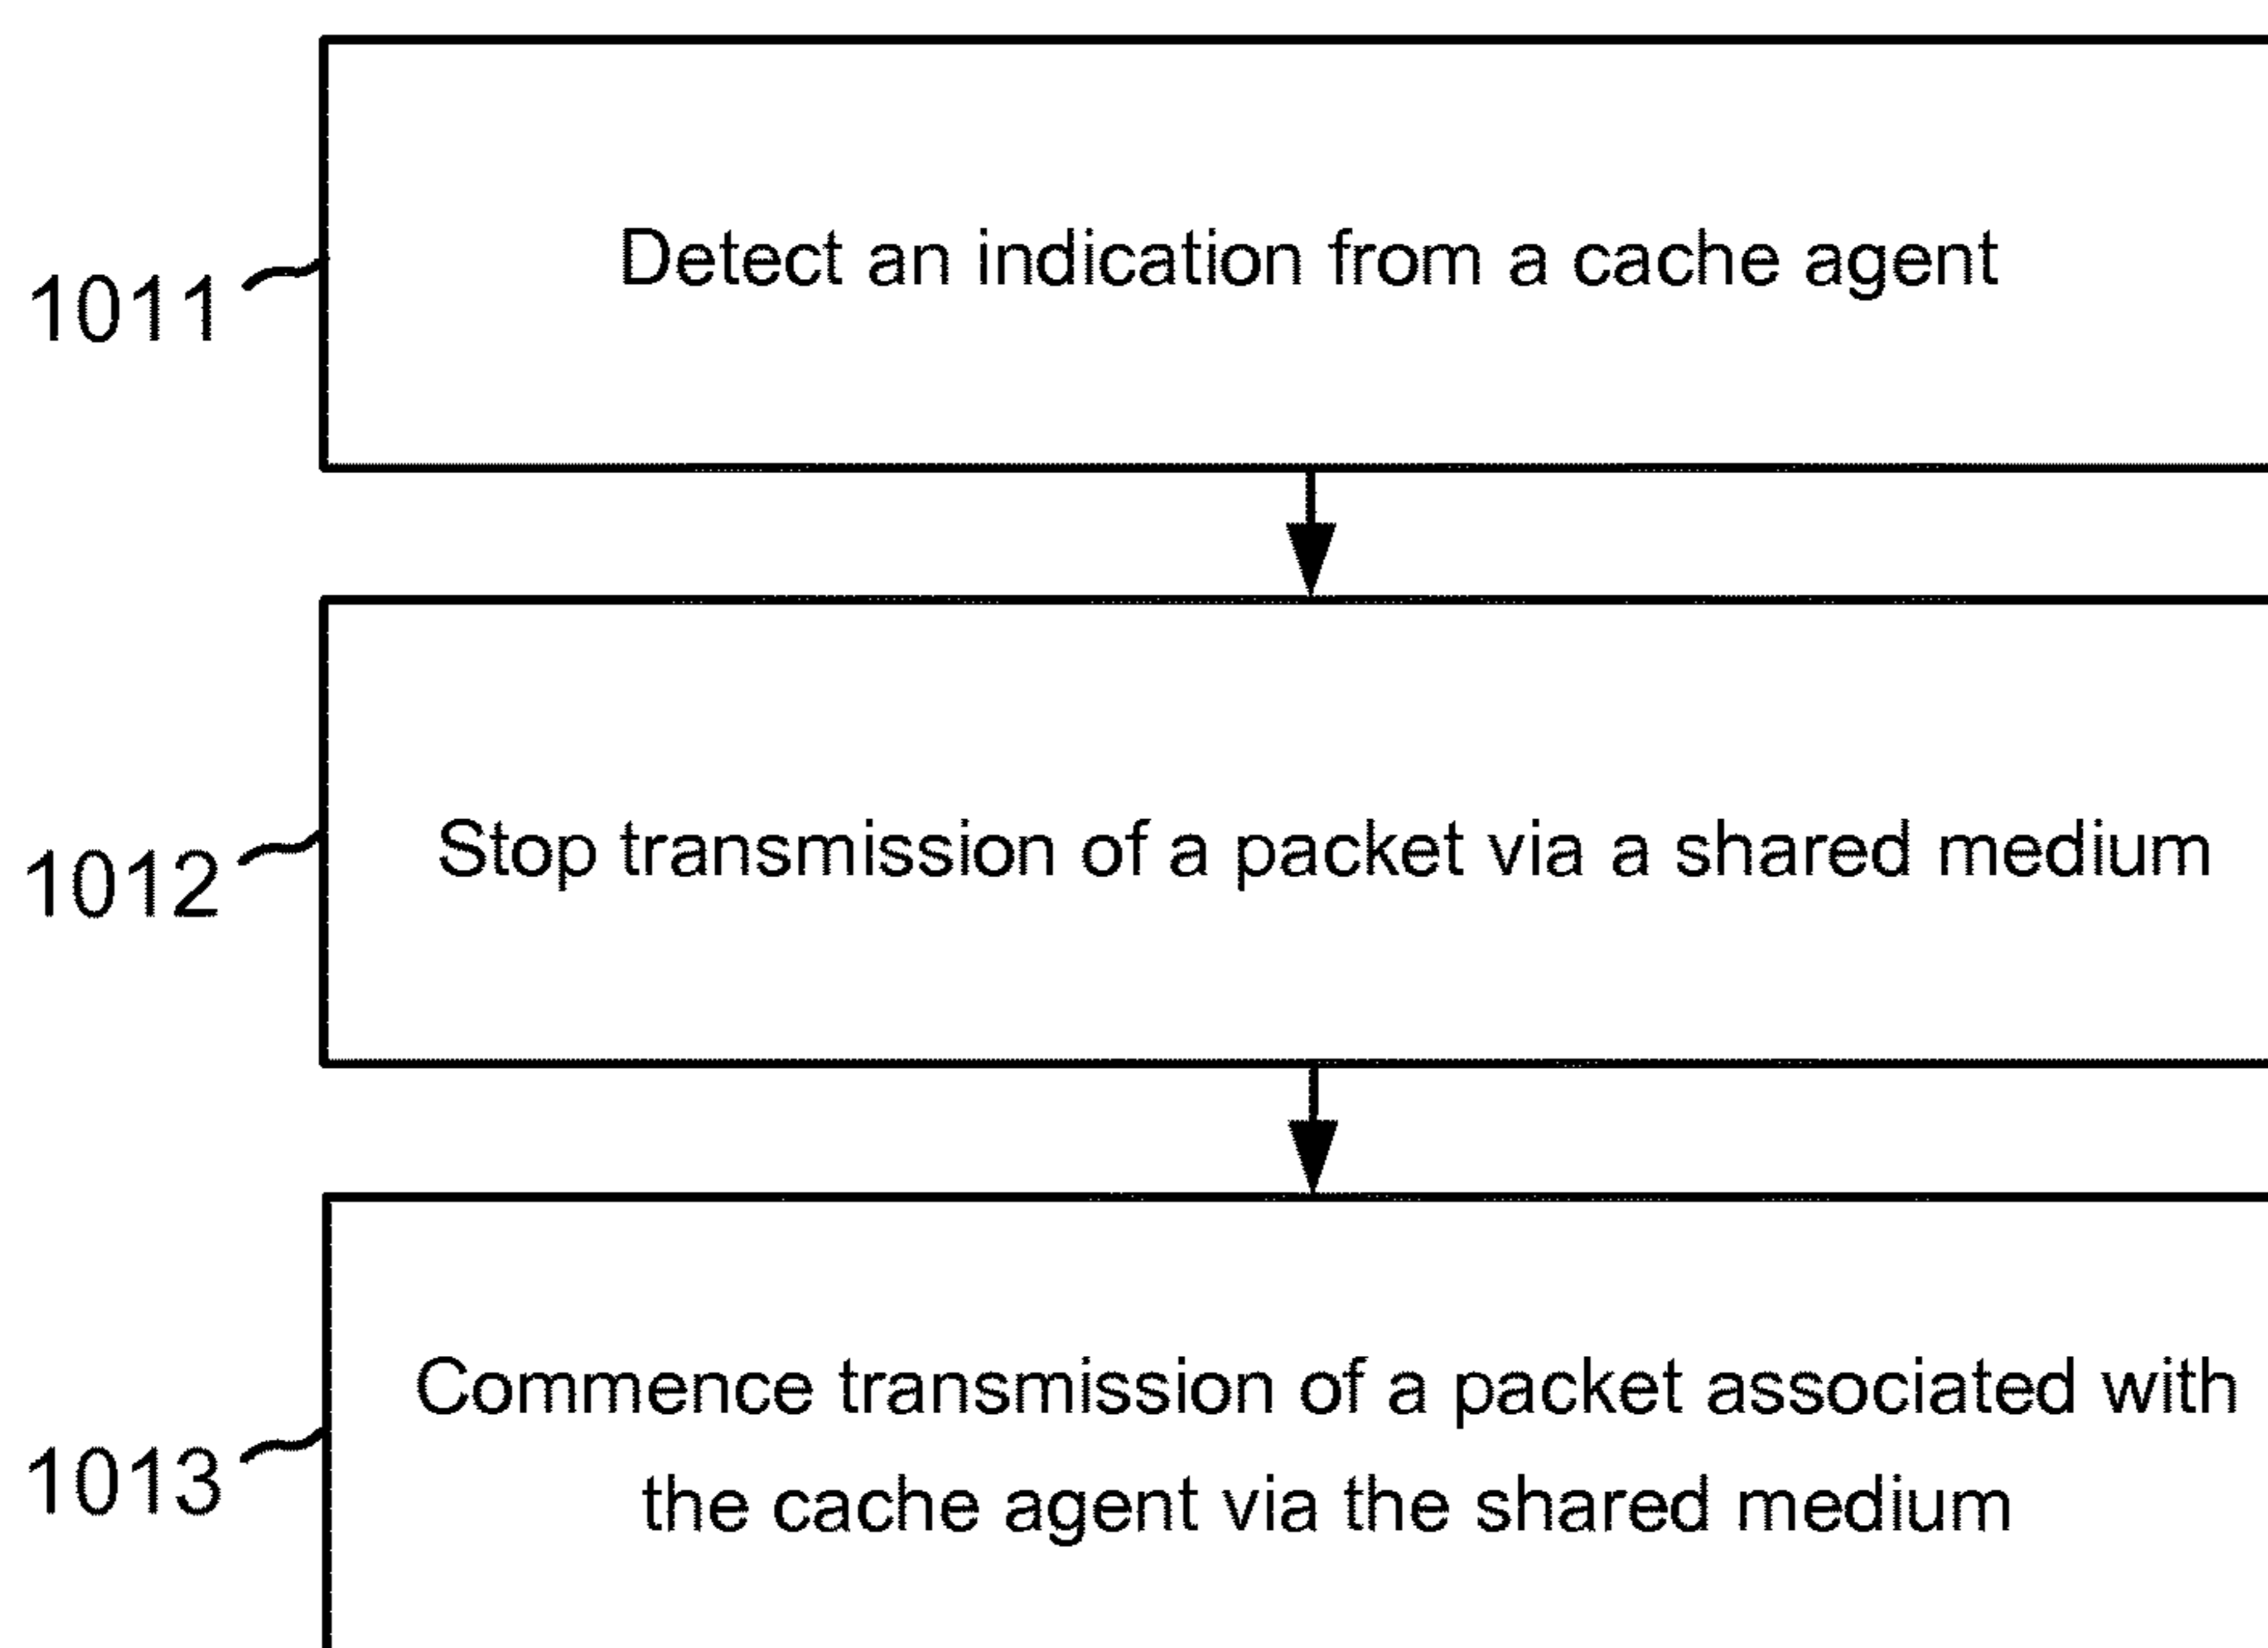 Detect an indication from a cache agent
1011
Stop transmission of a packet via a shared medium
1012
Commence transmission of a packet associated with
the cache agent via the shared medium
1013